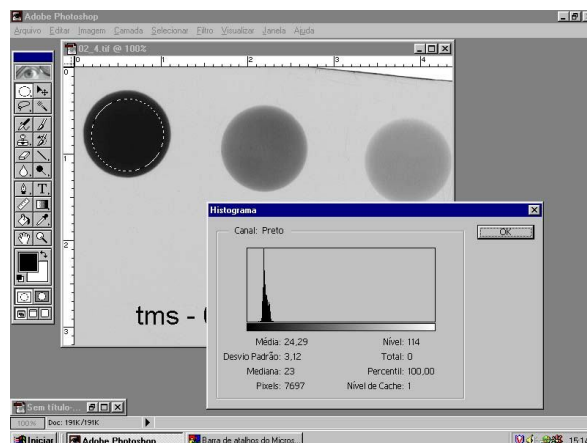 Adobe Photoshop
Arquivo Editar Imagem Camada Selecionar Filtro Visualizar Janela Ajuda
02_4.tif @ 100%
0 1 2 3 4
0
1
2
3
tms -
Histograma
Canal: Preto
OK
Média: 24,29 Nível: 114
Desvio Padrão: 3,12 Total: 0
Mediana: 23 Percentil: 100,00
Pixels: 7697 Nível de Cache: 1
Sem título-...
100% Doc: 191K/191K
Iniciar Adobe Photoshop Barra de atalhos do Micros...